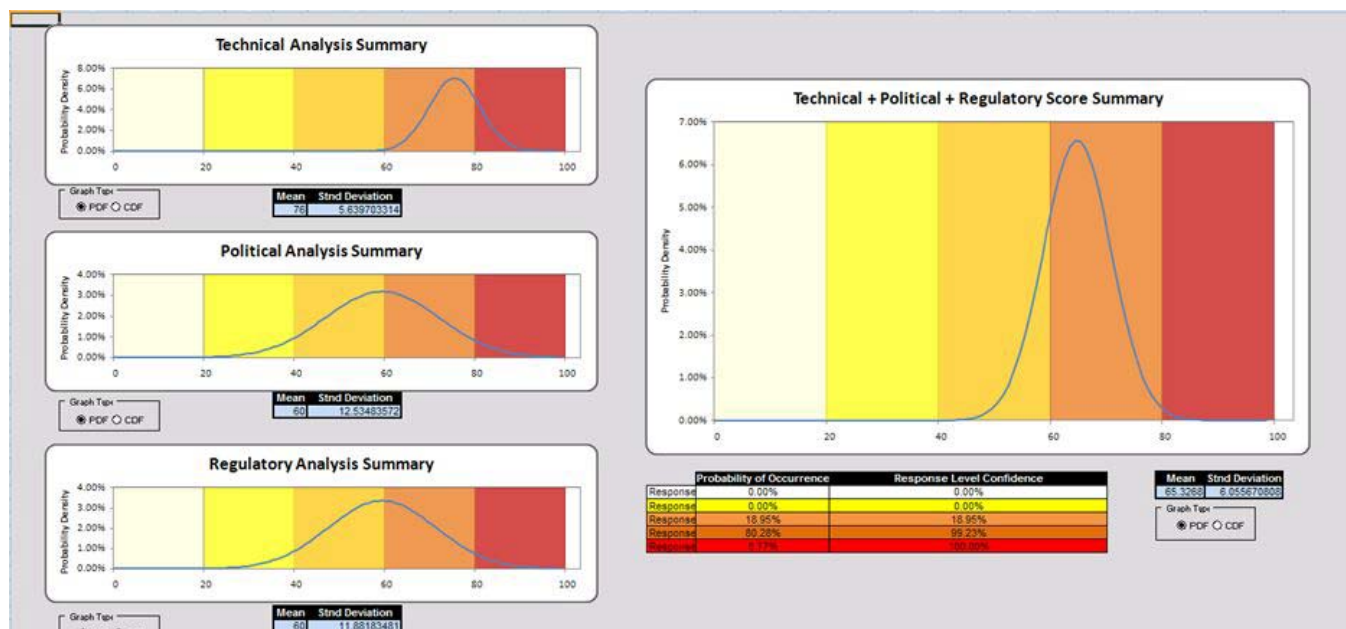 Technical Analysis Summary
Probability Density
8.00%
6.00%
4.00%
2.00%
0.00%
0 20 40 60 80 100
Graph Type
PDF CDF
Mean Stnd Deviation
76 5.639703314
Political Analysis Summary
Probability Density
4.00%
3.00%
2.00%
1.00%
0.00%
0 20 40 60 80 100
Graph Type
PDF CDF
Mean Stnd Deviation
60 12.53483572
Regulatory Analysis Summary
Probability Density
4.00%
3.00%
2.00%
1.00%
0.00%
0 20 40 60 80 100
Graph Type
Mean Stnd Deviation
60 11.88183481
Technical + Political + Regulatory Score Summary
Probability Density
7.00%
6.00%
5.00%
4.00%
3.00%
2.00%
1.00%
0.00%
0 20 40 60 80 100
Probability of Occurrence Response Level Confidence
Response 0.00% 0.00%
Response 0.00% 0.00%
Response 18.95% 18.95%
Response 80.28% 99.23%
Response 100.00%
Mean Stnd Deviation
65.3268 6.055670808
Graph Type
PDF CDF